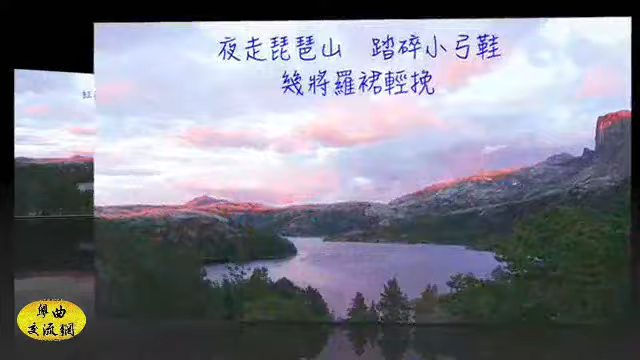 夜走琵琶山　踏碎小弓鞋
幾將羅裙輕挽
粵曲
交流網